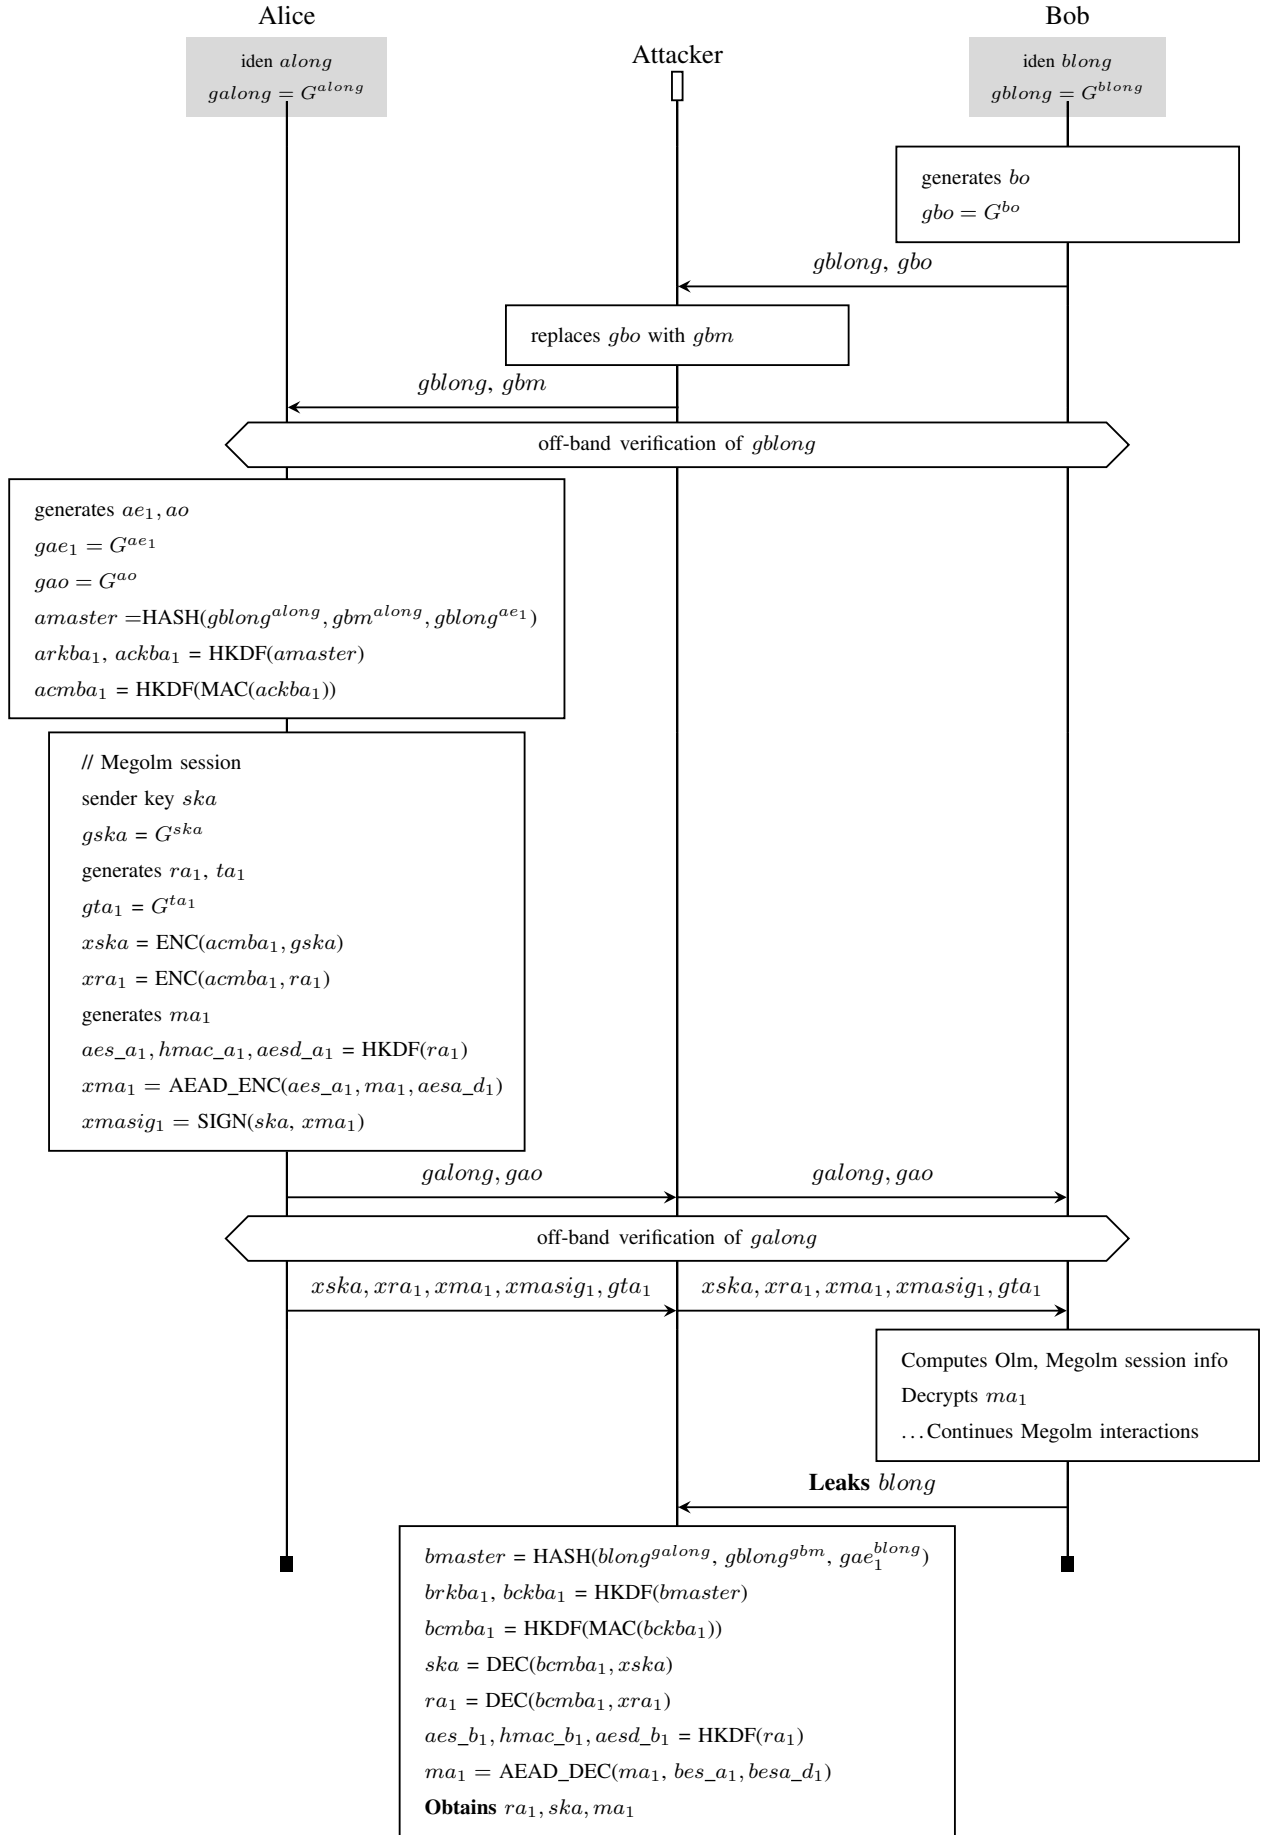 Alice
Attacker
Bob
iden along
galong = G^{along}
iden blong
gblong = G^{blong}
generates bo
gbo = G^{bo}
gblong, gbo
replaces gbo with gbm
gblong, gbm
off-band verification of gblong
generates ae₁, ao
gae₁ = G^{ae₁}
gao = G^{ao}
amaster =HASH(gblong^{along}, gbm^{along}, gblong^{ae₁})
arkba₁, ackba₁ = HKDF(amaster)
acmba₁ = HKDF(MAC(ackba₁))
// Megolm session
sender key ska
gska = G^{ska}
generates ra₁, ta₁
gta₁ = G^{ta₁}
xska = ENC(acmba₁, gska)
xra₁ = ENC(acmba₁, ra₁)
generates ma₁
aes_a₁, hmac_a₁, aesd_a₁ = HKDF(ra₁)
xma₁ = AEAD_ENC(aes_a₁, ma₁, aesa_d₁)
xmasig₁ = SIGN(ska, xma₁)
galong, gao
galong, gao
off-band verification of galong
xska, xra₁, xma₁, xmasig₁, gta₁
xska, xra₁, xma₁, xmasig₁, gta₁
Computes Olm, Megolm session info
Decrypts ma₁
...Continues Megolm interactions
Leaks blong
bmaster = HASH(blong^{galong}, gblong^{gbm}, gae₁^{blong})
brkba₁, bckba₁ = HKDF(bmaster)
bcmba₁ = HKDF(MAC(bckba₁))
ska = DEC(bcmba₁, xska)
ra₁ = DEC(bcmba₁, xra₁)
aes_b₁, hmac_b₁, aesd_b₁ = HKDF(ra₁)
ma₁ = AEAD_DEC(ma₁, bes_a₁, besa_d₁)
Obtains ra₁, ska, ma₁